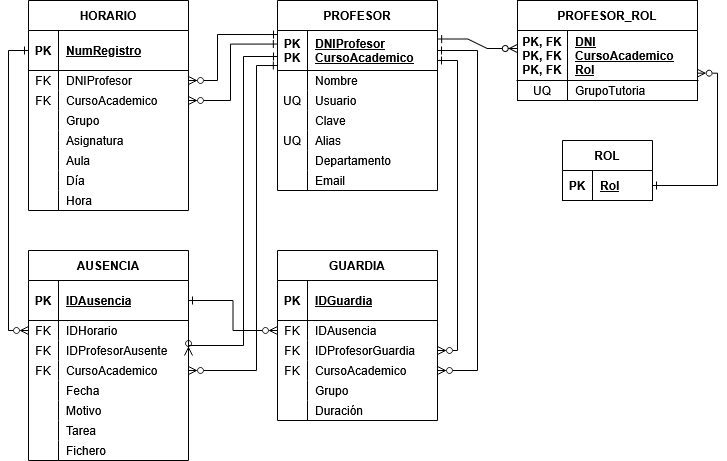 HORARIO
PK NumRegistro
FK DNIProfesor
FK CursoAcademico
Grupo
Asignatura
Aula
Día
Hora
PROFESOR
PK DNIProfesor
PK CursoAcademico
Nombre
UQ Usuario
Clave
UQ Alias
Departamento
Email
PROFESOR_ROL
PK, FK DNI
PK, FK CursoAcademico
PK, FK Rol
UQ GrupoTutoria
ROL
PK Rol
AUSENCIA
PK IDAusencia
FK IDHorario
FK IDProfesorAusente
FK CursoAcademico
Fecha
Motivo
Tarea
Fichero
GUARDIA
PK IDGuardia
FK IDAusencia
FK IDProfesorGuardia
FK CursoAcademico
Grupo
Duración